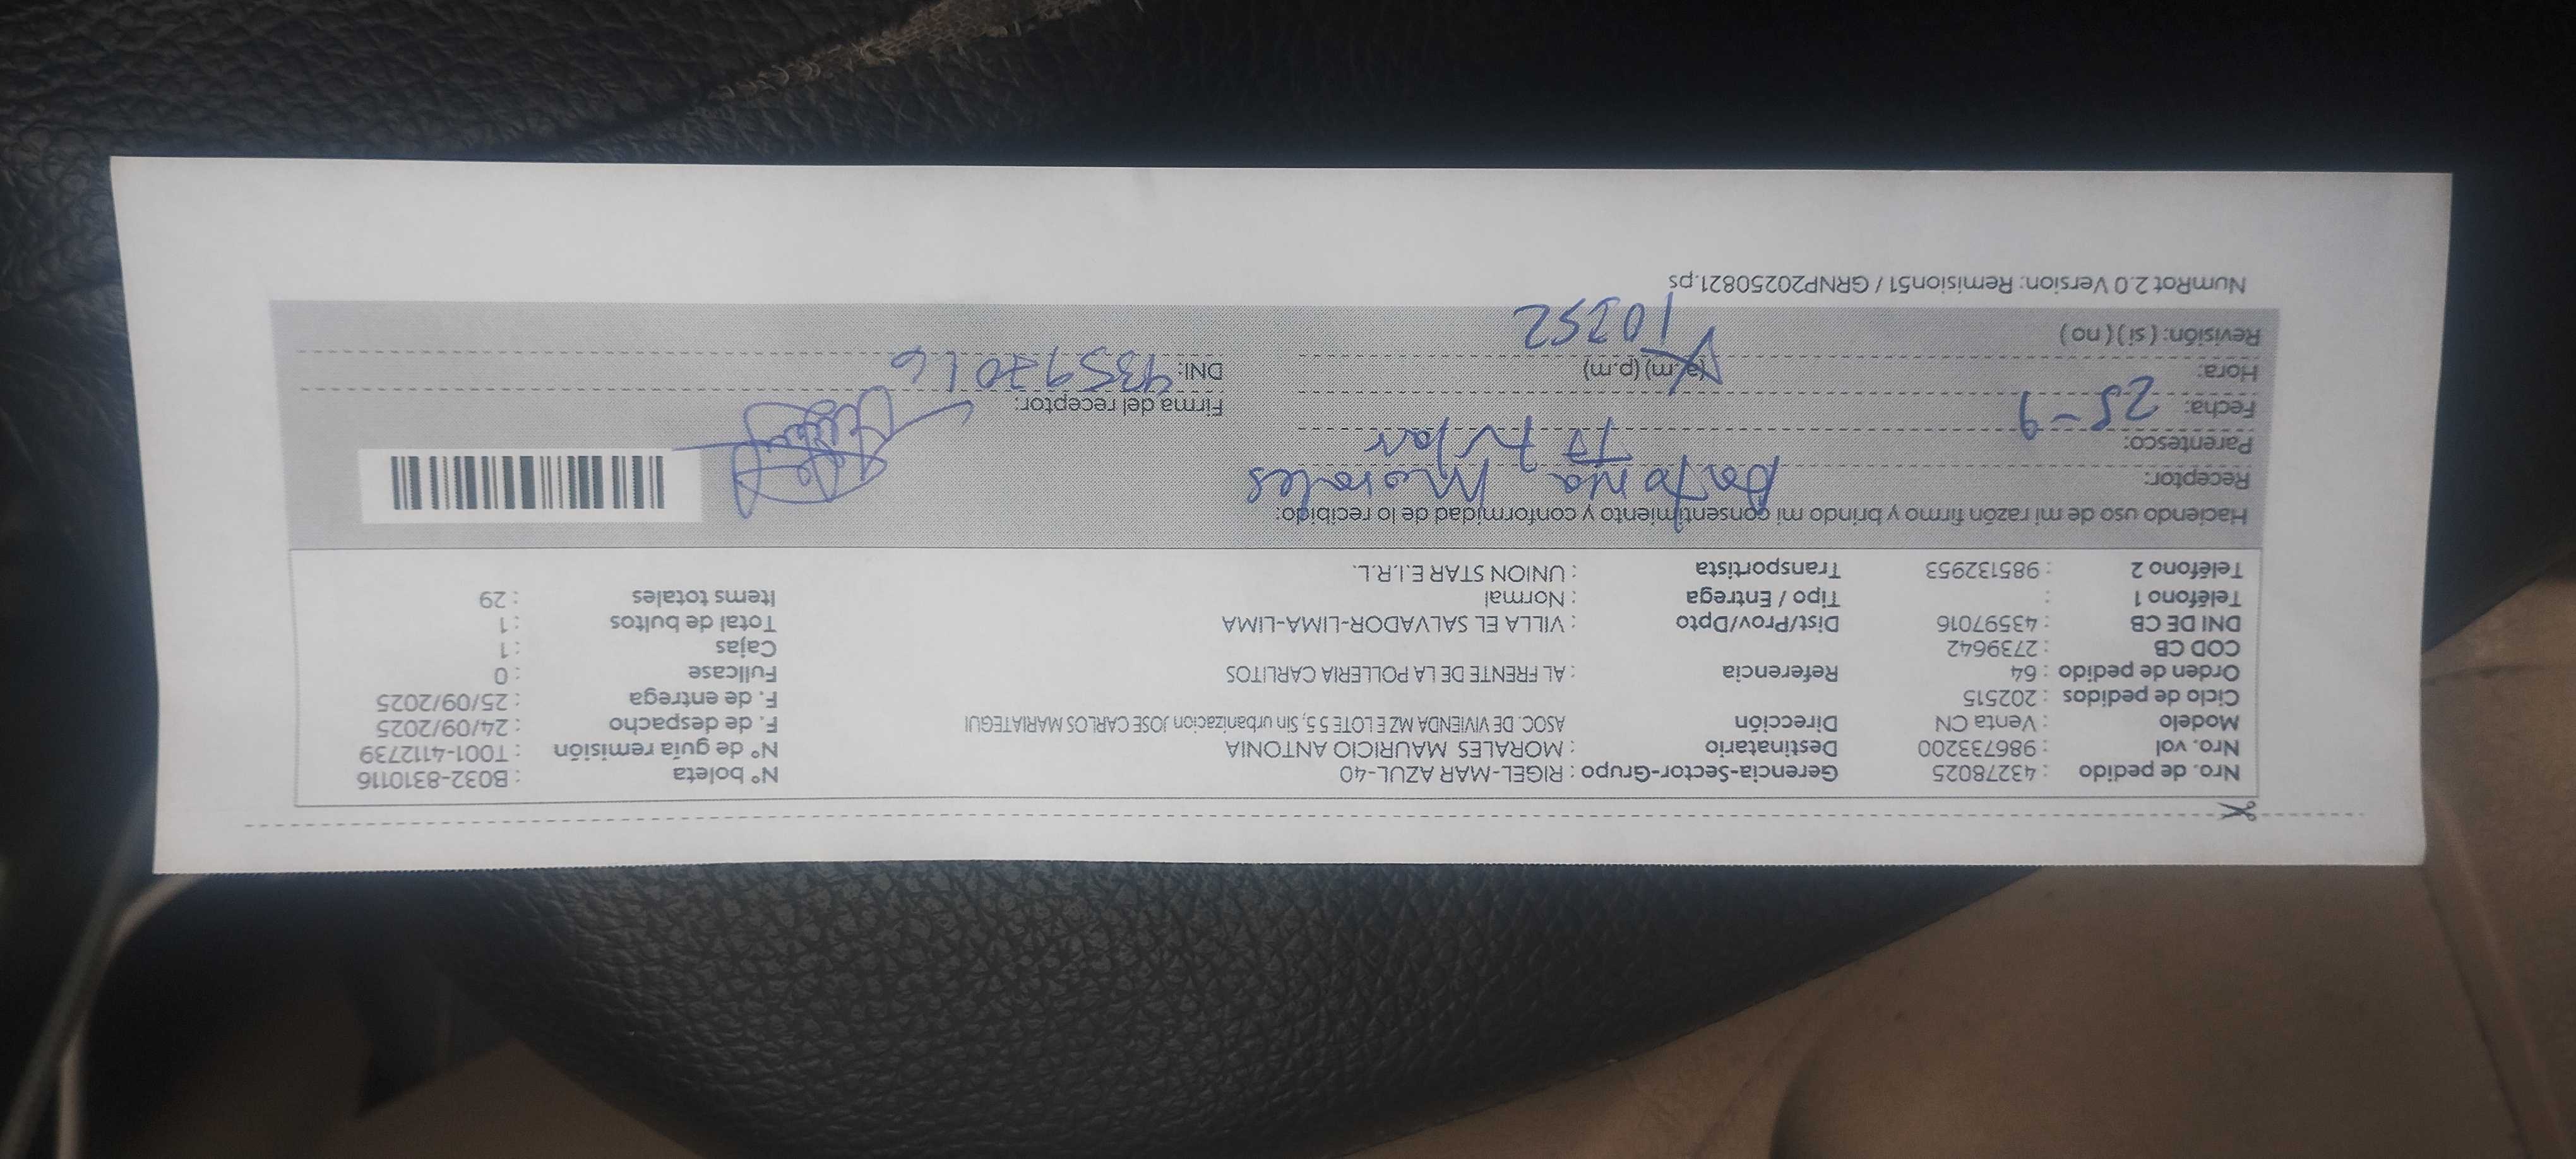 Nro. de pedido : 43278025 Gerencia-Sector-Grupo : RIGEL-MAR AZUL-40 N° boleta : B032-8310116
Nro. vol : 986733200 Destinatario : MORALES MAURICIO ANTONIA N° de guía remisión : T001-4112739
Modelo : Venta CN Dirección ASOC. DE VIVIENDA MZ E LOTE 5 5, Sin urbanizacion JOSE CARLOS MARIATEGUI F. de despacho : 24/09/2025
Ciclo de pedidos : 202515 F. de entrega : 25/09/2025
Orden de pedido : 64 Referencia : AL FRENTE DE LA POLLERIA CARLITOS Fullcase : 0
COD CB : 2739642 Cajas : 1
DNI DE CB : 43597016 Dist/Prov/Dpto : VILLA EL SALVADOR-LIMA-LIMA Total de bultos : 1
Teléfono 1 : Tipo / Entrega : Normal Items totales : 29
Teléfono 2 : 985132953 Transportista : UNION STAR E.I.R.L.
Haciendo uso de mi razón firmo y brindo mi consentimiento y conformidad de lo recibido:
Receptor: Antonia Morales
Parentesco: Titular
Fecha: 25-9 Firma del receptor:
Hora: (a.m) (p.m) DNI: 43597016
Revisión: ( si ) ( no )
NumRot 2.0 Version: Remision51 / GRNP20250821.ps